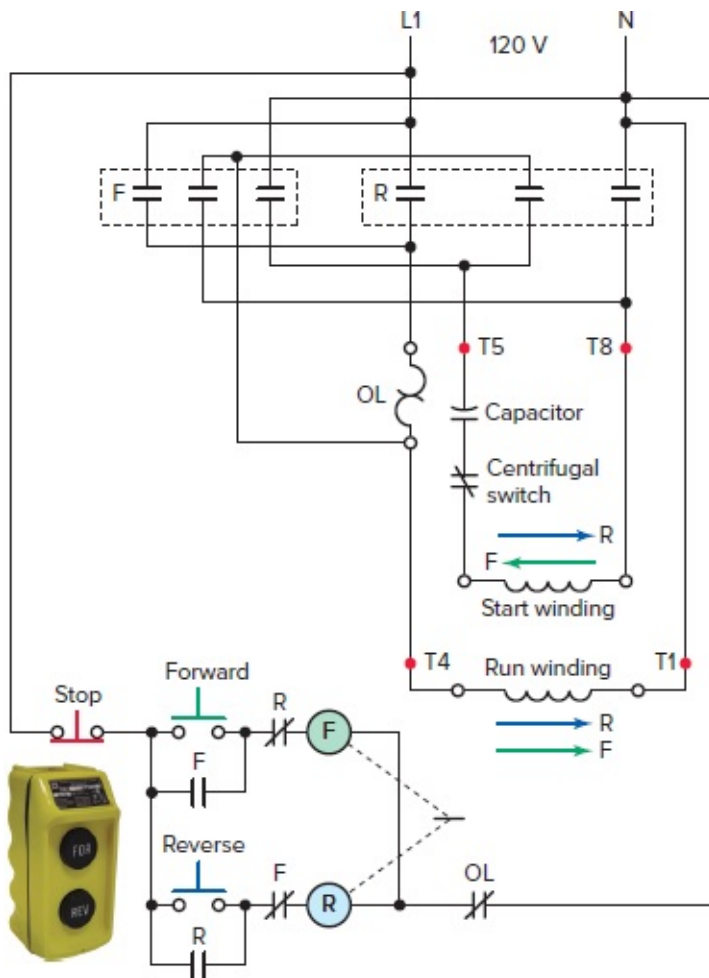 L1 N
120 V
F R
T5 T8
OL
Capacitor
Centrifugal
switch
R
F
Start winding
T4 Run winding T1
Forward
Stop R F R
F F
Reverse
F R OL
R
FOR
REV